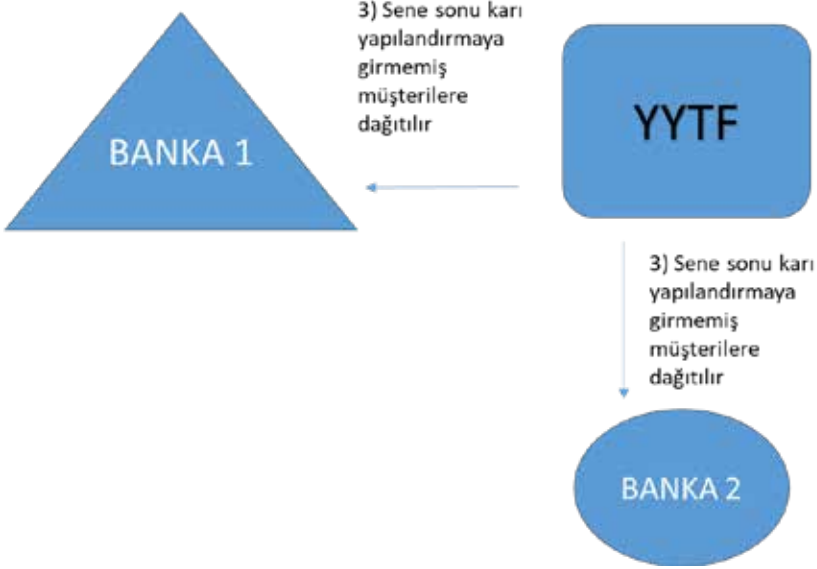 3) Sene sonu karı
yapılandırmaya
girmemiş
müşterilere
dağıtılır
BANKA 1
YYTF
3) Sene sonu karı
yapılandırmaya
girmemiş
müşterilere
dağıtılır
BANKA 2